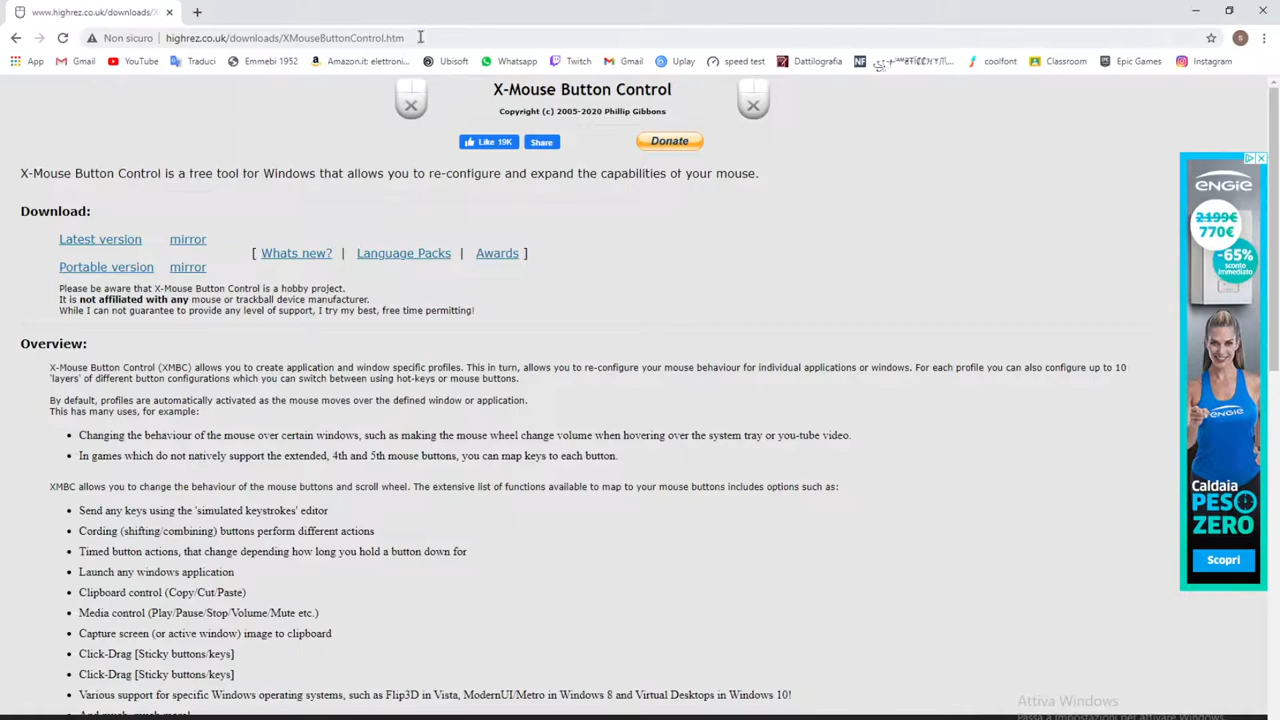 www.highrez.co.uk/downloads/X
Non sicuro highrez.co.uk/downloads/XMouseButtonControl.htm
App Gmail YouTube Traduci Emmebi 1952 Amazon.it: elettroni... Ubisoft Whatsapp Twitch Gmail Uplay speed test Dattilografia coolfont Classroom Epic Games Instagram
X-Mouse Button Control
Copyright (c) 2005-2020 Phillip Gibbons
Like 19K Share Donate
X-Mouse Button Control is a free tool for Windows that allows you to re-configure and expand the capabilities of your mouse.
Download:
Latest version mirror
[ Whats new? | Language Packs | Awards ]
Portable version mirror
Please be aware that X-Mouse Button Control is a hobby project.
It is not affiliated with any mouse or trackball device manufacturer.
While I can not guarantee to provide any level of support, I try my best, free time permitting!
Overview:
X-Mouse Button Control (XMBC) allows you to create application and window specific profiles. This in turn, allows you to re-configure your mouse behaviour for individual applications or windows. For each profile you can also configure up to 10
'layers' of different button configurations which you can switch between using hot-keys or mouse buttons.
By default, profiles are automatically activated as the mouse moves over the defined window or application.
This has many uses, for example:
• Changing the behaviour of the mouse over certain windows, such as making the mouse wheel change volume when hovering over the system tray or you-tube video.
• In games which do not natively support the extended, 4th and 5th mouse buttons, you can map keys to each button.
XMBC allows you to change the behaviour of the mouse buttons and scroll wheel. The extensive list of functions available to map to your mouse buttons includes options such as:
• Send any keys using the 'simulated keystrokes' editor
• Cording (shifting/combining) buttons perform different actions
• Timed button actions, that change depending how long you hold a button down for
• Launch any windows application
• Clipboard control (Copy/Cut/Paste)
• Media control (Play/Pause/Stop/Volume/Mute etc.)
• Capture screen (or active window) image to clipboard
• Click-Drag [Sticky buttons/keys]
• Click-Drag [Sticky buttons/keys]
• Various support for specific Windows operating systems, such as Flip3D in Vista, ModernUI/Metro in Windows 8 and Virtual Desktops in Windows 10!
• And much, much more!
ENGIE
2199€
770€
-65%
sconto
immediato
ENGIE
Caldaia
PESO
ZERO
Scopri
Attiva Windows
Passa a Impostazioni per attivare Windows.